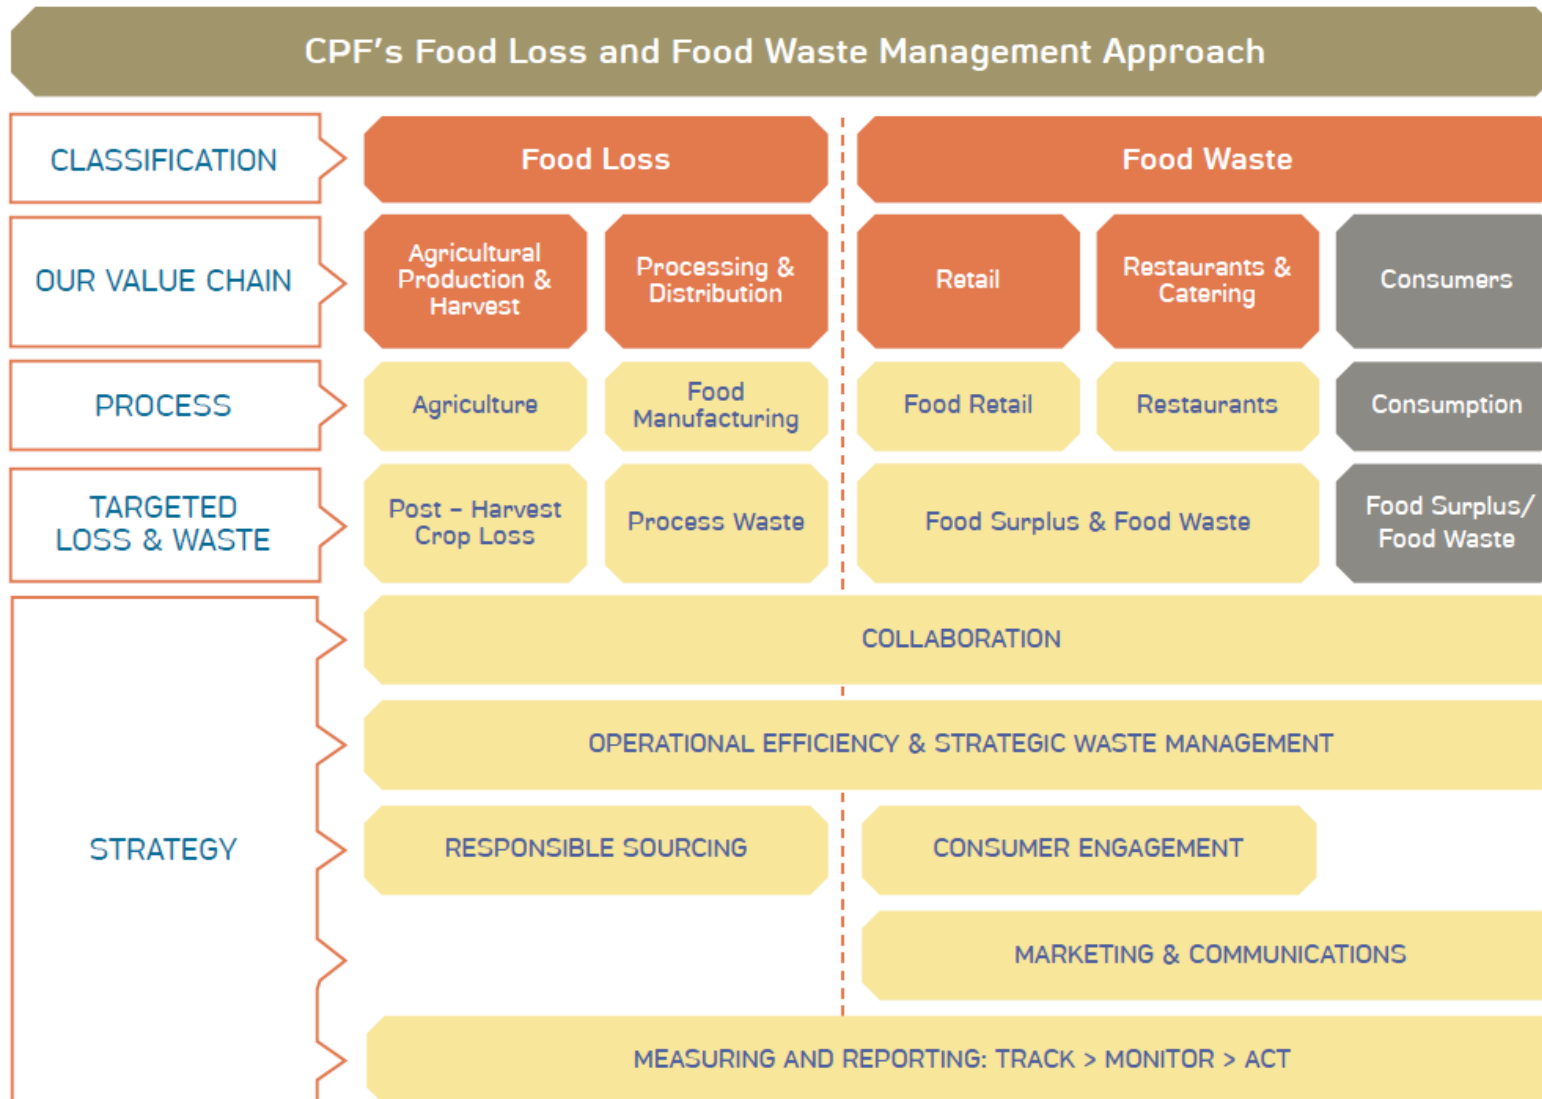 CPF's Food Loss and Food Waste Management Approach
CLASSIFICATION
Food Loss
Food Waste
OUR VALUE CHAIN
Agricultural
Production &
Harvest
Processing &
Distribution
Retail
Restaurants &
Catering
Consumers
PROCESS
Agriculture
Food
Manufacturing
Food Retail
Restaurants
Consumption
TARGETED
LOSS & WASTE
Post – Harvest
Crop Loss
Process Waste
Food Surplus & Food Waste
Food Surplus/
Food Waste
STRATEGY
COLLABORATION
OPERATIONAL EFFICIENCY & STRATEGIC WASTE MANAGEMENT
RESPONSIBLE SOURCING
CONSUMER ENGAGEMENT
MARKETING & COMMUNICATIONS
MEASURING AND REPORTING: TRACK > MONITOR > ACT